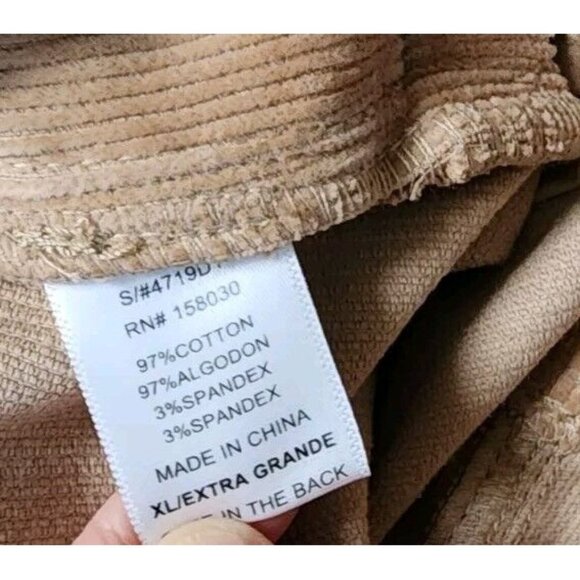 S/#4719D
RN# 158030
97%COTTON
97%ALGODON
3%SPANDEX
3%SPANDEX
MADE IN CHINA
XL/EXTRA GRANDE
IN THE BACK